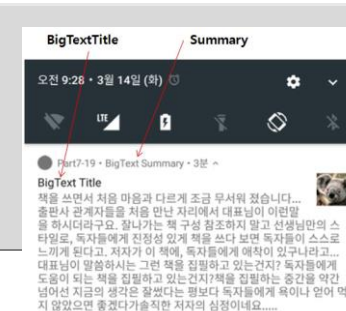 BigTextTitle Summary
오전 9:28 • 3월 14일 (화)
LTE
Part7-19 • BigText Summary • 3분
BigText Title
책을 쓰면서 처음 마음과 다르게 조금 무서워 졌습니다...
출판사 관계자들을 처음 만난 자리에서 대표님이 이런말
을 하시더라구요. 잘나가는 책 구성 참조하지 말고 선생님만의 스
타일로, 독자들에게 진정성 있게 책을 쓰다 보면 독자들이 스스로
느끼게 된다고. 저자가 이 책에, 독자들에게 애착이 있구나라고...
대표님이 말씀하시는 그런 책을 집필하고 있는건지? 독자들에게
도움이 되는 책을 집필하고 있는건지?책을 집필하는 중간을 약간
넘어선 지금의 생각은 잘썼다는 평보다 독자들에게 욕이나 얻어 먹
지 않았으면 좋겠다가솔직한 저자의 심정이네요.....